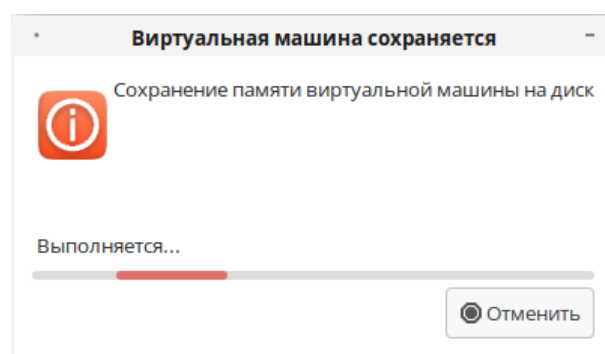 Виртуальная машина сохраняется
Сохранение памяти виртуальной машины на диск
Выполняется...
Отменить